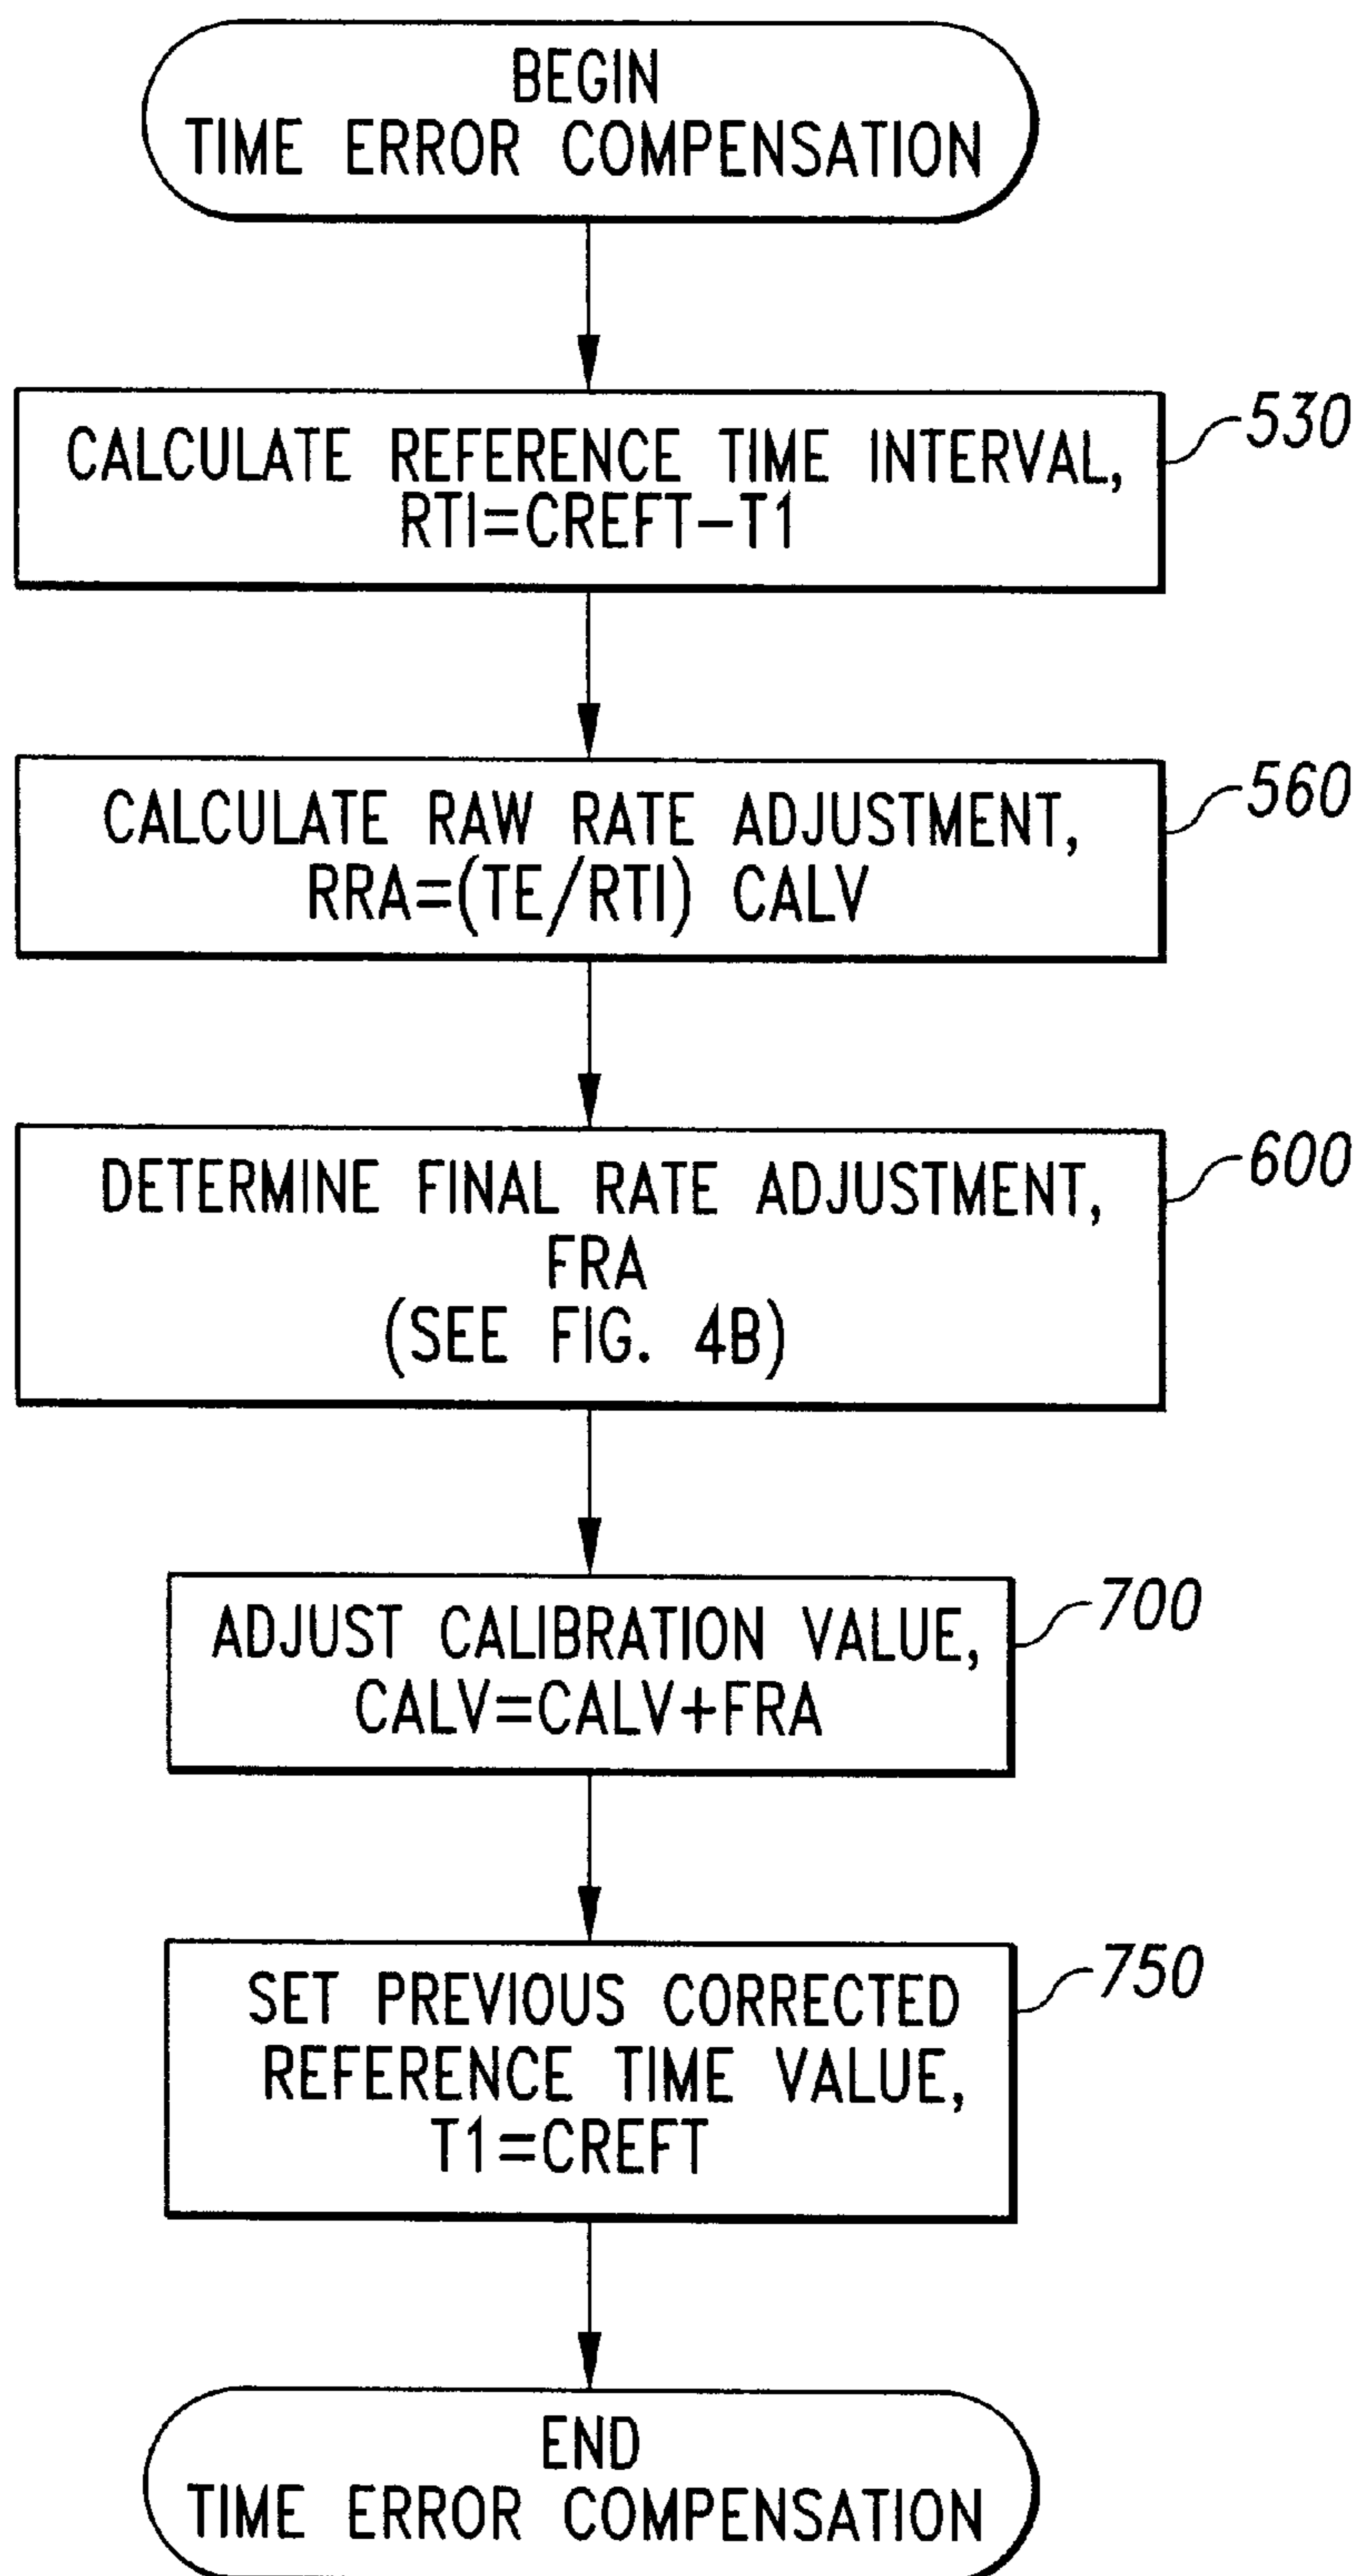 BEGIN
TIME ERROR COMPENSATION
CALCULATE REFERENCE TIME INTERVAL,
RTI=CREFT-T1
530
CALCULATE RAW RATE ADJUSTMENT,
RRA=(TE/RTI) CALV
560
DETERMINE FINAL RATE ADJUSTMENT,
FRA
(SEE FIG. 4B)
600
ADJUST CALIBRATION VALUE,
CALV=CALV+FRA
700
SET PREVIOUS CORRECTED
REFERENCE TIME VALUE,
T1=CREFT
750
END
TIME ERROR COMPENSATION